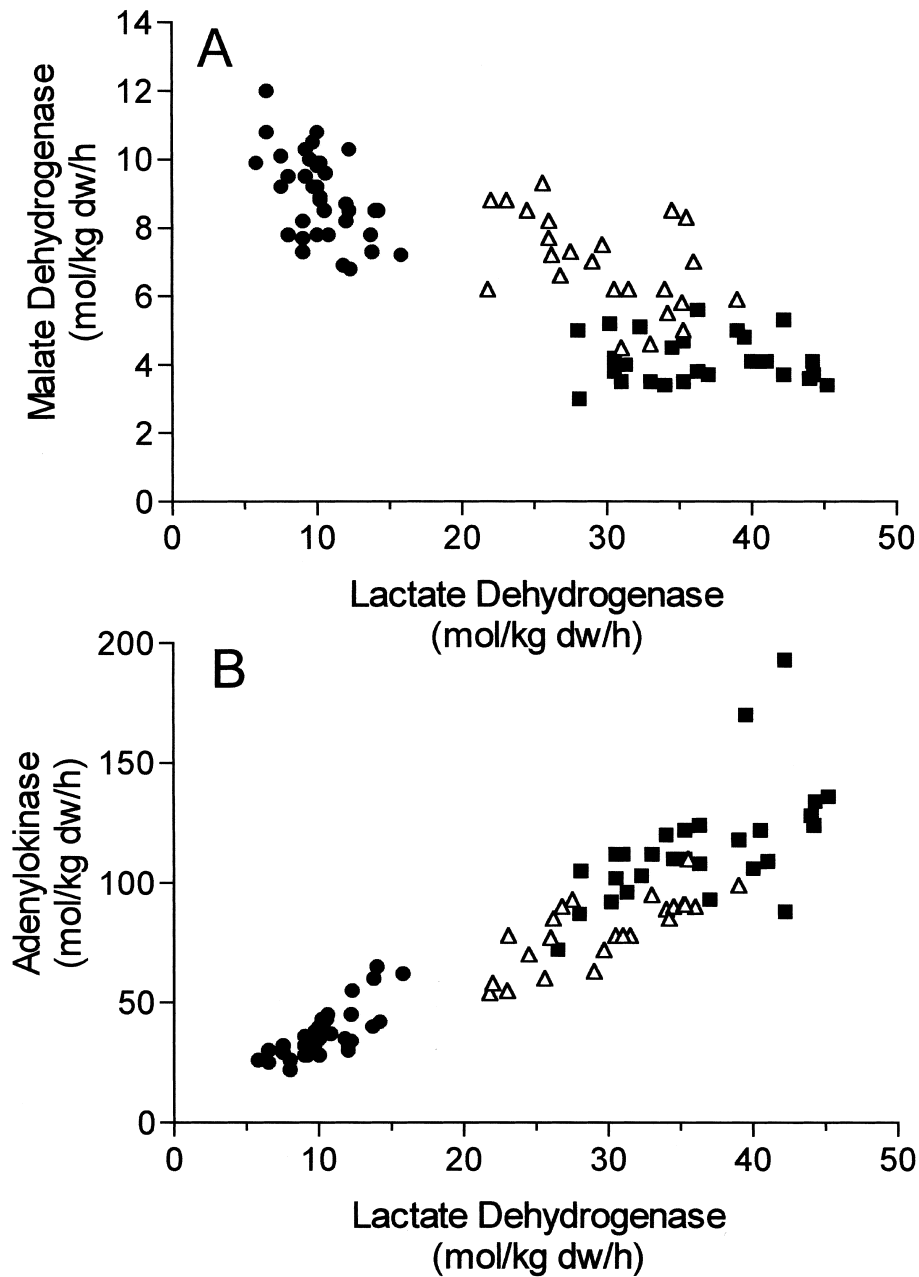 A
14
12
10
8
6
4
2
0
Malate Dehydrogenase
(mol/kg dw/h
0 10 20 30 40 50
Lactate Dehydrogenase
(mol/kg dw/h)
B
200
150
100
50
0
Adenylokinase
(mol/kg dw/h)
0 10 20 30 40 50
Lactate Dehydrogenase
(mol/kg dw/h)